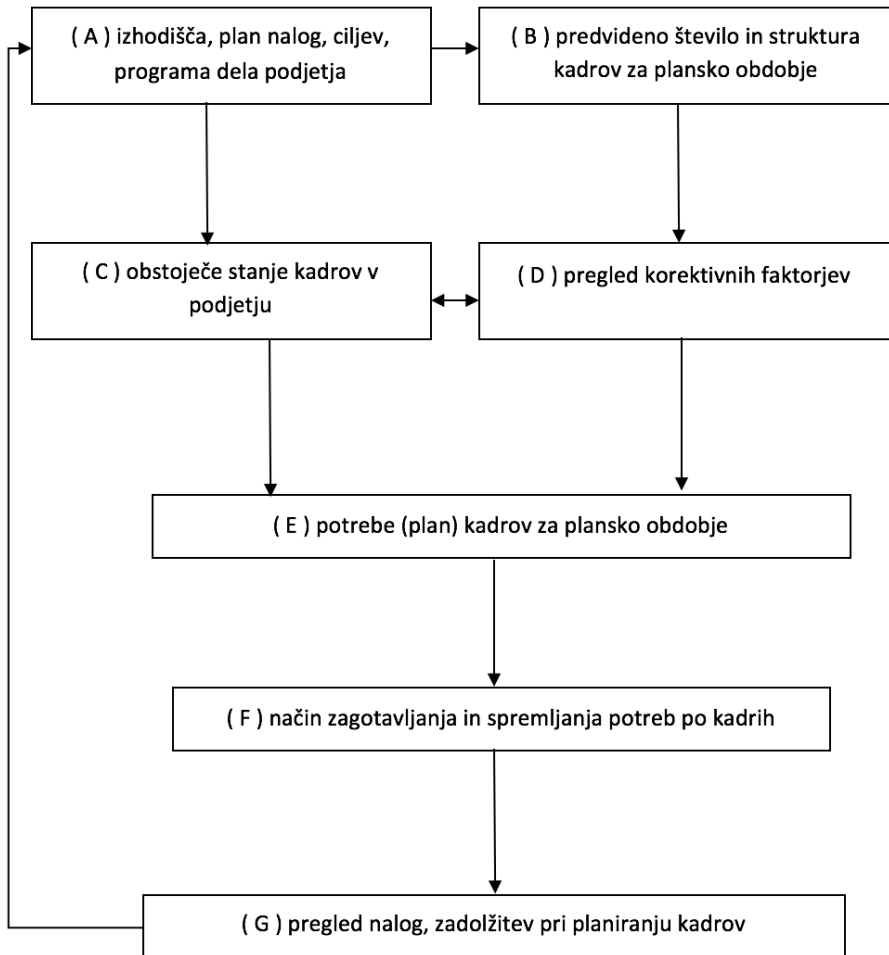 ( A ) izhodišča, plan nalog, ciljev,
programa dela podjetja
( B ) predvideno število in struktura
kadrov za plansko obdobje
( C ) obstoječe stanje kadrov v
podjetju
( D ) pregled korektivnih faktorjev
( E ) potrebe (plan) kadrov za plansko obdobje
( F ) način zagotavljanja in spremljanja potreb po kadrih
( G ) pregled nalog, zadolžitev pri planiranju kadrov